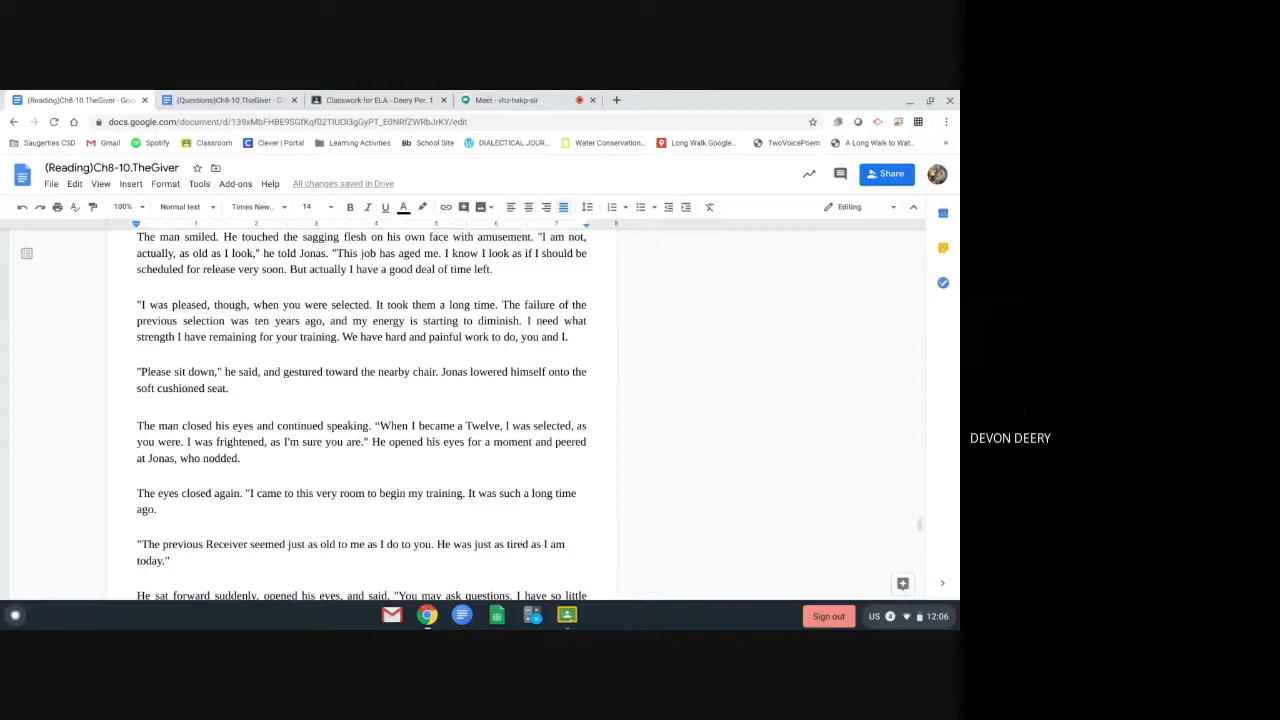 (Reading)Ch8-10.TheGiver - Goo
(Questions)Ch8-10.TheGiver - G
Classwork for ELA - Deery Per. 1
Meet - vhz-hxkp-sir
docs.google.com/document/d/139xMbFHBE9SGfKqf02TIUOl3gGyPT_E0NRfZWRbJrKY/edit
Saugerties CSD Gmail Spotify Classroom Clever | Portal Learning Activities Bb School Site DIALECTICAL JOUR... Water Conservation... Long Walk.Google... TwoVoicePoem A Long Walk to Wat... »
(Reading)Ch8-10.TheGiver
File Edit View Insert Format Tools Add-ons Help All changes saved in Drive
Share
100% Normal text Times New... 14 B I U A Editing
1 2 3 4 5 6 7 8
The man smiled. He touched the sagging flesh on his own face with amusement. "I am not,
actually, as old as I look," he told Jonas. "This job has aged me. I know I look as if I should be
scheduled for release very soon. But actually I have a good deal of time left.
"I was pleased, though, when you were selected. It took them a long time. The failure of the
previous selection was ten years ago, and my energy is starting to diminish. I need what
strength I have remaining for your training. We have hard and painful work to do, you and I.
"Please sit down," he said, and gestured toward the nearby chair. Jonas lowered himself onto the
soft cushioned seat.
The man closed his eyes and continued speaking. “When I became a Twelve, I was selected, as
you were. I was frightened, as I'm sure you are." He opened his eyes for a moment and peered
at Jonas, who nodded.
The eyes closed again. "I came to this very room to begin my training. It was such a long time
ago.
"The previous Receiver seemed just as old to me as I do to you. He was just as tired as I am
today."
He sat forward suddenly, opened his eyes, and said, "You may ask questions. I have so little
DEVON DEERY
Sign out US 4 12:06